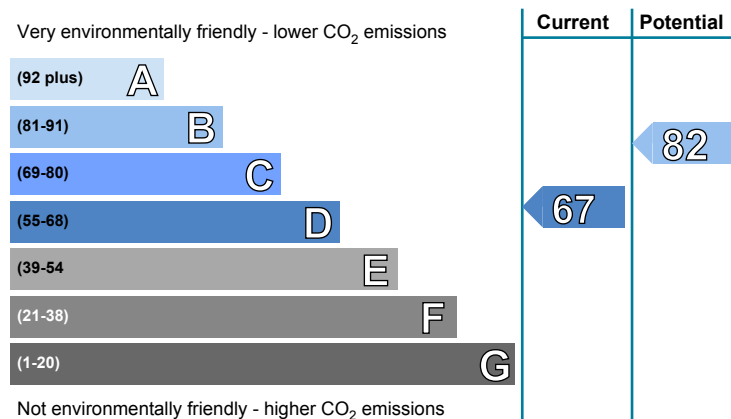 Very environmentally friendly - lower CO₂ emissions
Current
Potential
(92 plus) A
(81-91) B
(69-80) C
(55-68) D
(39-54 E
(21-38) F
(1-20) G
67
82
Not environmentally friendly - higher CO₂ emissions